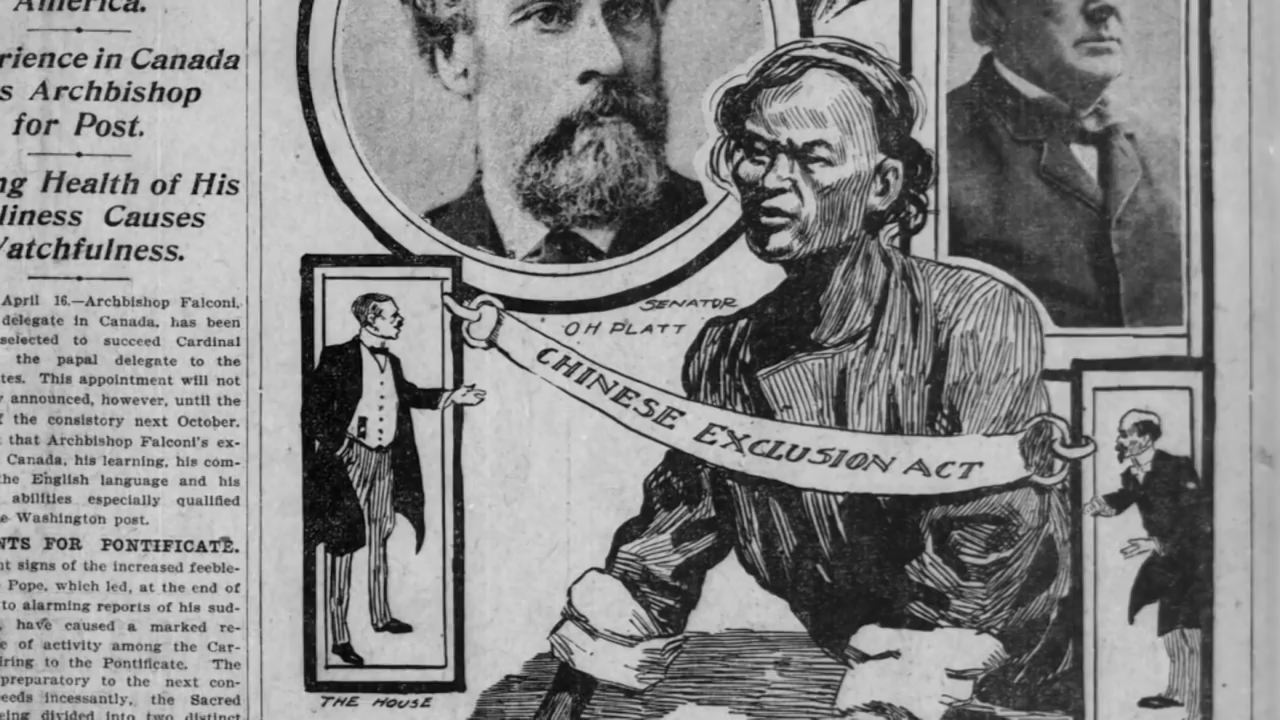 America.
rience in Canada
s Archbishop
for Post.
ng Health of His
liness Causes
Watchfulness.
April 16.—Archbishop Falconi,
delegate in Canada, has been
selected to succeed Cardinal
the papal delegate to the
tes. This appointment will not
y announced, however, until the
f the consistory next October.
that Archbishop Falconi's ex-
Canada, his learning, his com-
the English language and his
abilities especially qualified
e Washington post.
NTS FOR PONTIFICATE.
nt signs of the increased feeble-
Pope, which led, at the end of
to alarming reports of his sud-
, have caused a marked re-
e of activity among the Car-
iring to the Pontificate. The
preparatory to the next con-
eeds incessantly, the Sacred
eing divided into two distinct
SENATOR
OH PLATT
CHINESE EXCLUSION ACT
THE HOUSE